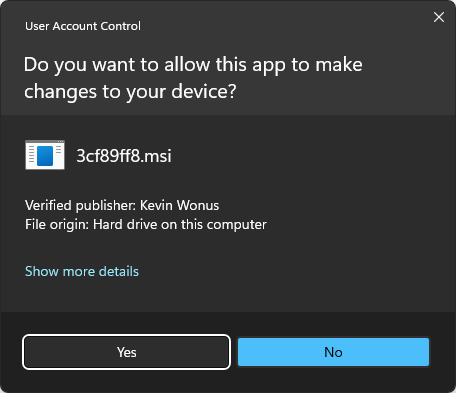 User Account Control
Do you want to allow this app to make
changes to your device?
3cf89ff8.msi
Verified publisher: Kevin Wonus
File origin: Hard drive on this computer
Show more details
Yes
No